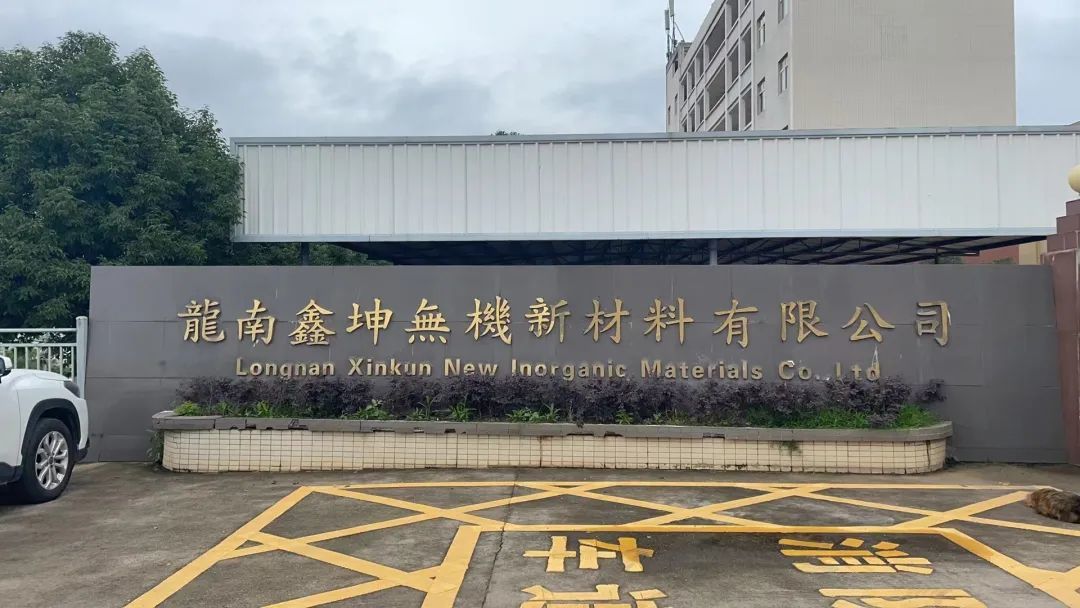 龍南鑫坤無機新材料有限公司
Longnan Xinkun New Inorganic Materials Co.,Ltd